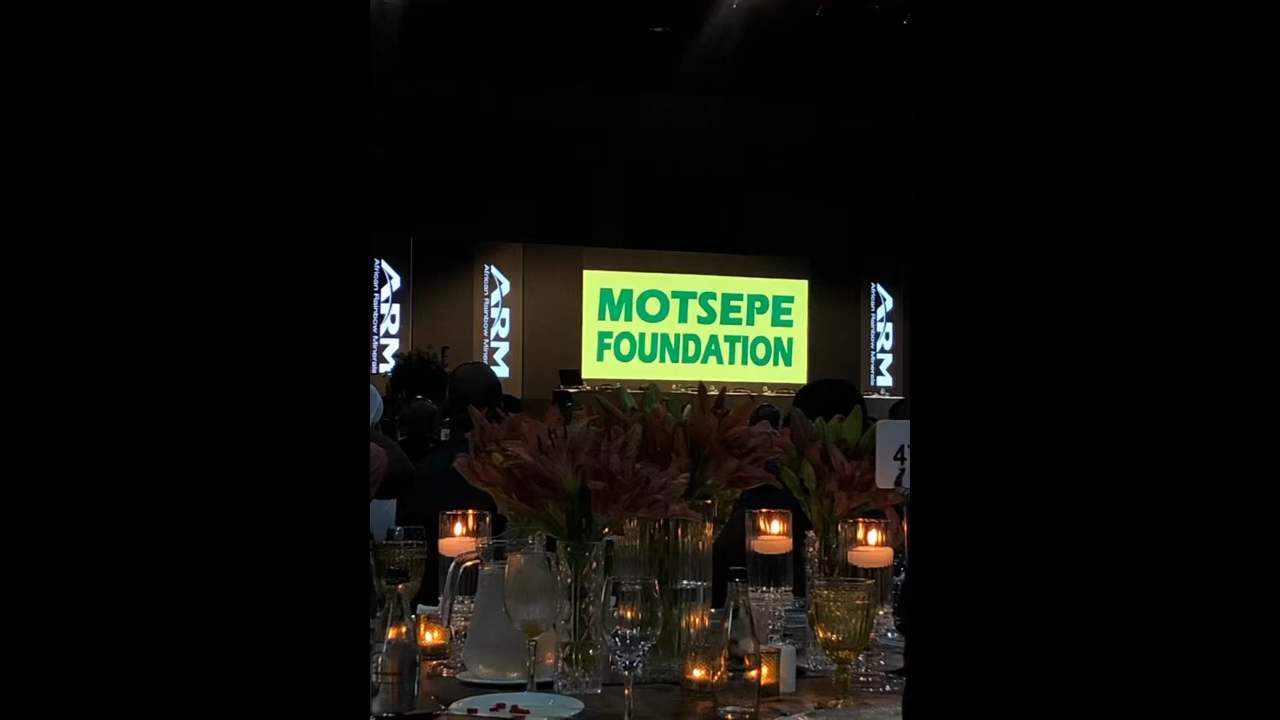 ARM
African Rainbow Minerals
ARM
African Rainbow Minerals
MOTSEPE
FOUNDATION
ARM
African Rainbow Minerals